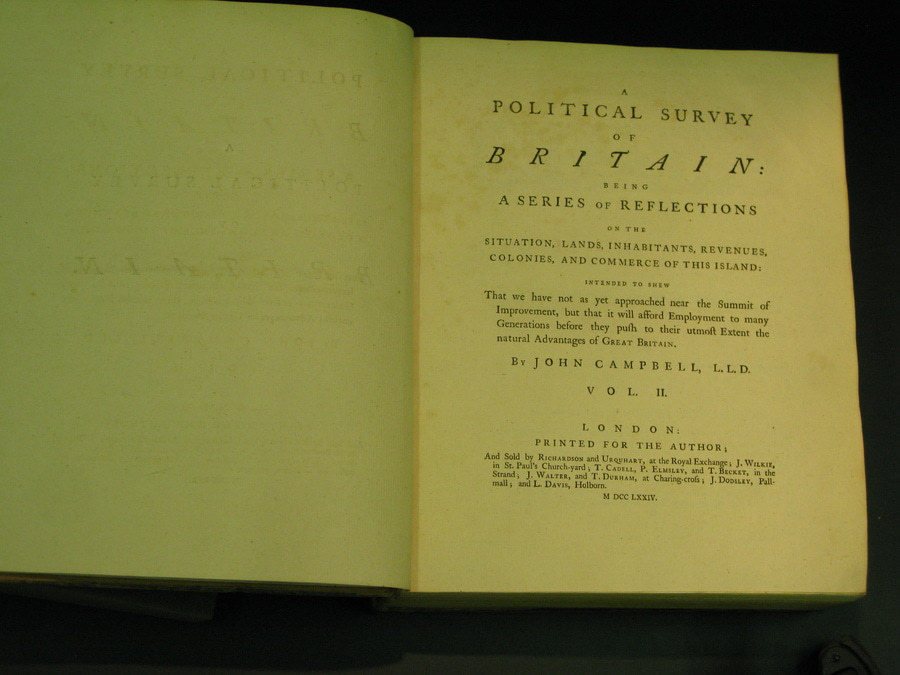 A
POLITICAL SURVEY
OF
BRITAIN:
BEING
A SERIES OF REFLECTIONS
ON THE
SITUATION, LANDS, INHABITANTS, REVENUES,
COLONIES, AND COMMERCE OF THIS ISLAND:
INTENDED TO SHEW
That we have not as yet approached near the Summit of
Improvement, but that it will afford Employment to many
Generations before they puſh to their utmoſt Extent the
natural Advantages of GREAT BRITAIN.
By JOHN CAMPBELL, L.L.D.
VOL. II.
LONDON:
PRINTED FOR THE AUTHOR;
And Sold by RICHARDSON and URQUHART, at the Royal Exchange; J. WILKIE,
in St. Paul's Church-yard; T. CADELL, P. ELMSLEY, and T. BECKET, in the
Strand; J. WALTER, and T. DURHAM, at Charing-croſs; J. DODSLEY, Pall-
mall; and L. DAVIS, Holborn.
M DCC LXXIV.